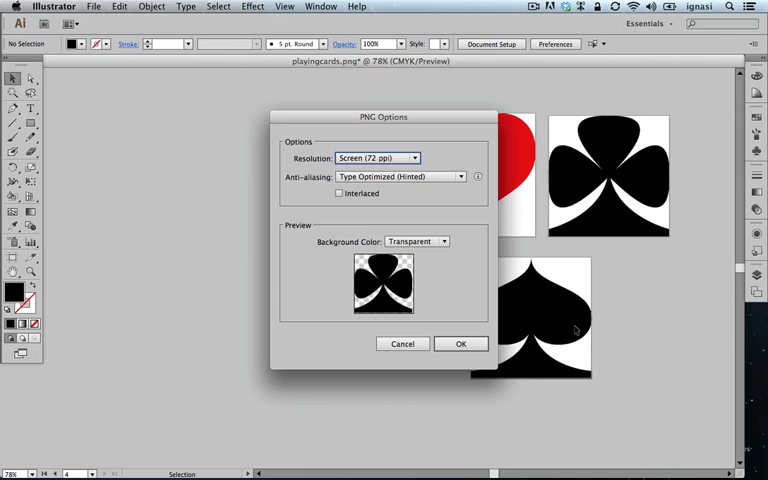 Illustrator File Edit Object Type Select Effect View Window Help ignasi
Ai Br Essentials
No Selection Stroke: 5 pt. Round Opacity: 100% Style: Document Setup Preferences
playingcards.png* @ 78% (CMYK/Preview)
PNG Options
Options
Resolution: Screen (72 ppi)
Anti-aliasing: Type Optimized (Hinted)
Interlaced
Preview
Background Color: Transparent
Cancel OK
78% 4 Selection